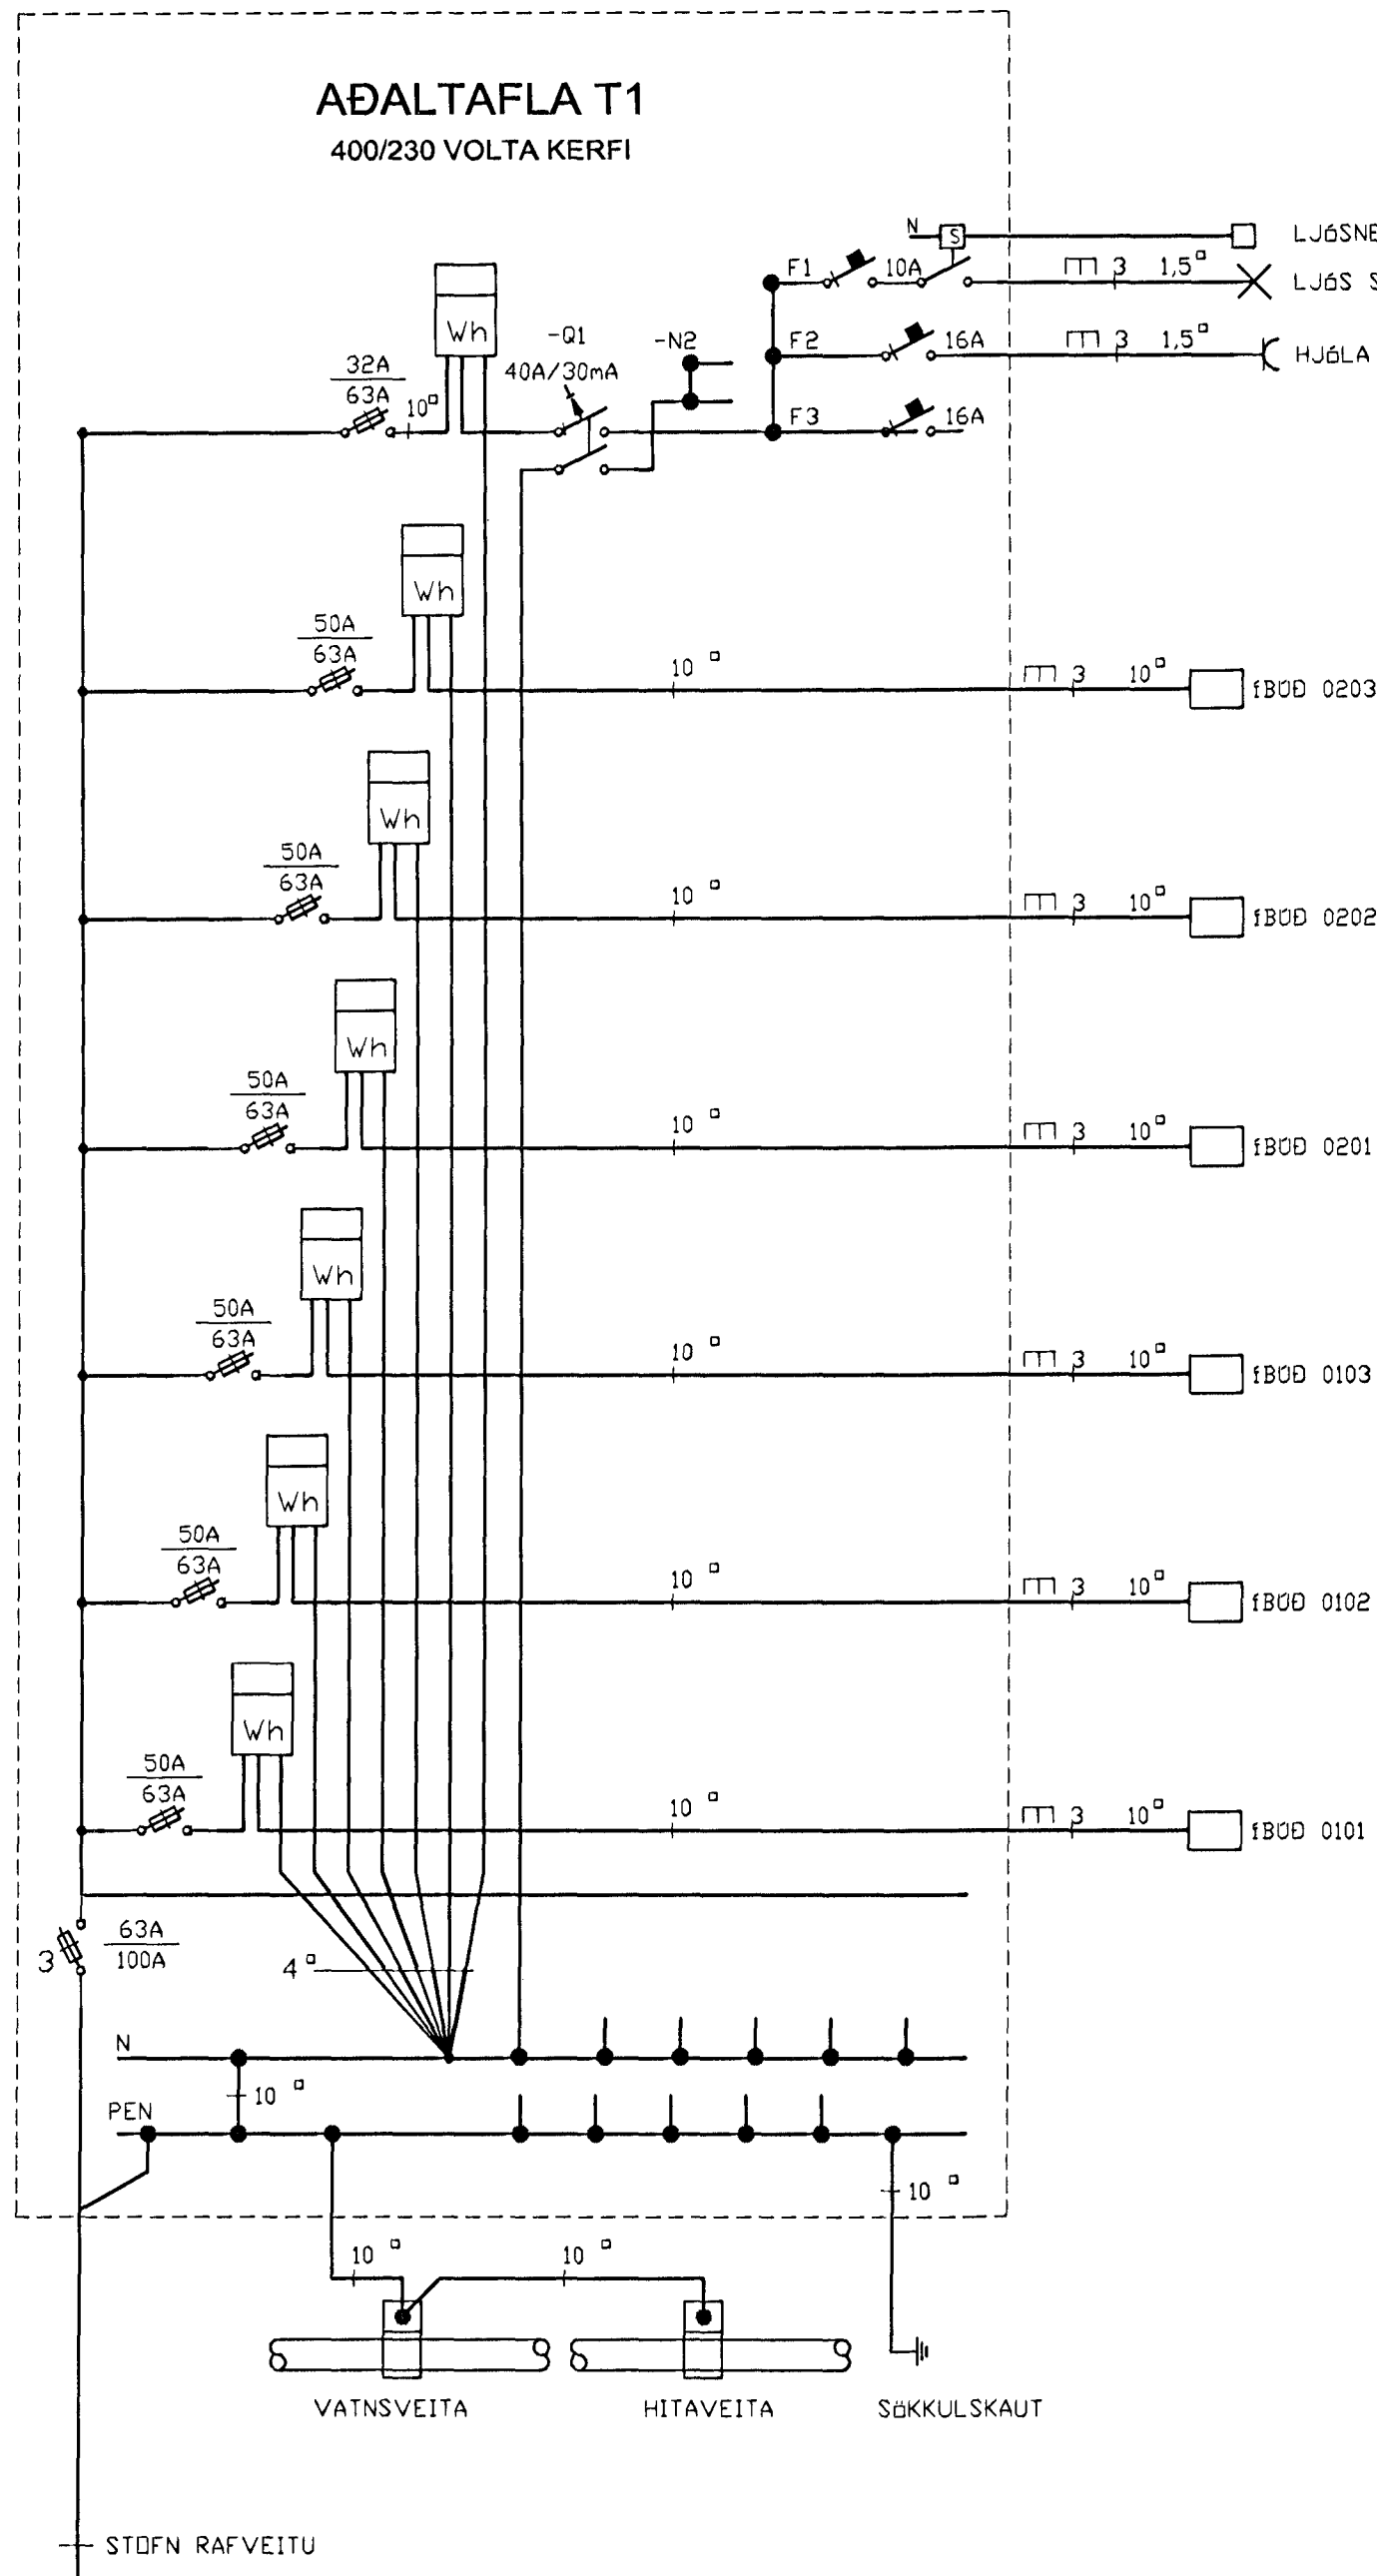 AÐALTAFLA T1
400/230 VOLTA KERFI
N
S
LJÓSNE
F1
10A
3
1,5□
LJÓS S
Wh
-Q1
40A/30mA
-N2
F2
16A
3
1,5□
HJÓLA
32A
63A
10□
F3
16A
Wh
50A
63A
10□
3
10□
ÍBÚÐ 0203
Wh
50A
63A
10□
3
10□
ÍBÚÐ 0202
Wh
50A
63A
10□
3
10□
ÍBÚÐ 0201
Wh
50A
63A
10□
3
10□
ÍBÚÐ 0103
Wh
50A
63A
10□
3
10□
ÍBÚÐ 0102
Wh
50A
63A
10□
3
10□
ÍBÚÐ 0101
3
63A
100A
4□
N
10□
PEN
10□
10□
10□
VATNSVEITA
HITAVEITA
SÖKKULSKAUT
STOFN RAFVEITU